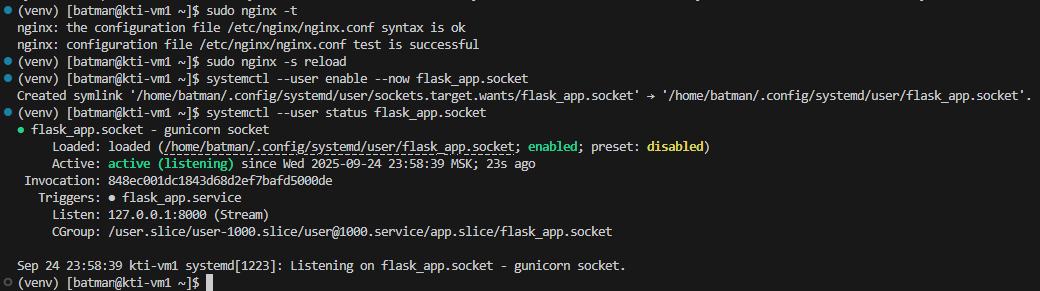 (venv) [batman@kti-vm1 ~]$ sudo nginx -t
nginx: the configuration file /etc/nginx/nginx.conf syntax is ok
nginx: configuration file /etc/nginx/nginx.conf test is successful
(venv) [batman@kti-vm1 ~]$ sudo nginx -s reload
(venv) [batman@kti-vm1 ~]$ systemctl --user enable --now flask_app.socket
Created symlink '/home/batman/.config/systemd/user/sockets.target.wants/flask_app.socket' → '/home/batman/.config/systemd/user/flask_app.socket'.
(venv) [batman@kti-vm1 ~]$ systemctl --user status flask_app.socket
● flask_app.socket - gunicorn socket
Loaded: loaded (/home/batman/.config/systemd/user/flask_app.socket; enabled; preset: disabled)
Active: active (listening) since Wed 2025-09-24 23:58:39 MSK; 23s ago
Invocation: 848ec001dc1843d68d2ef7bafd5000de
Triggers: ● flask_app.service
Listen: 127.0.0.1:8000 (Stream)
CGroup: /user.slice/user-1000.slice/user@1000.service/app.slice/flask_app.socket

Sep 24 23:58:39 kti-vm1 systemd[1223]: Listening on flask_app.socket - gunicorn socket.
(venv) [batman@kti-vm1 ~]$